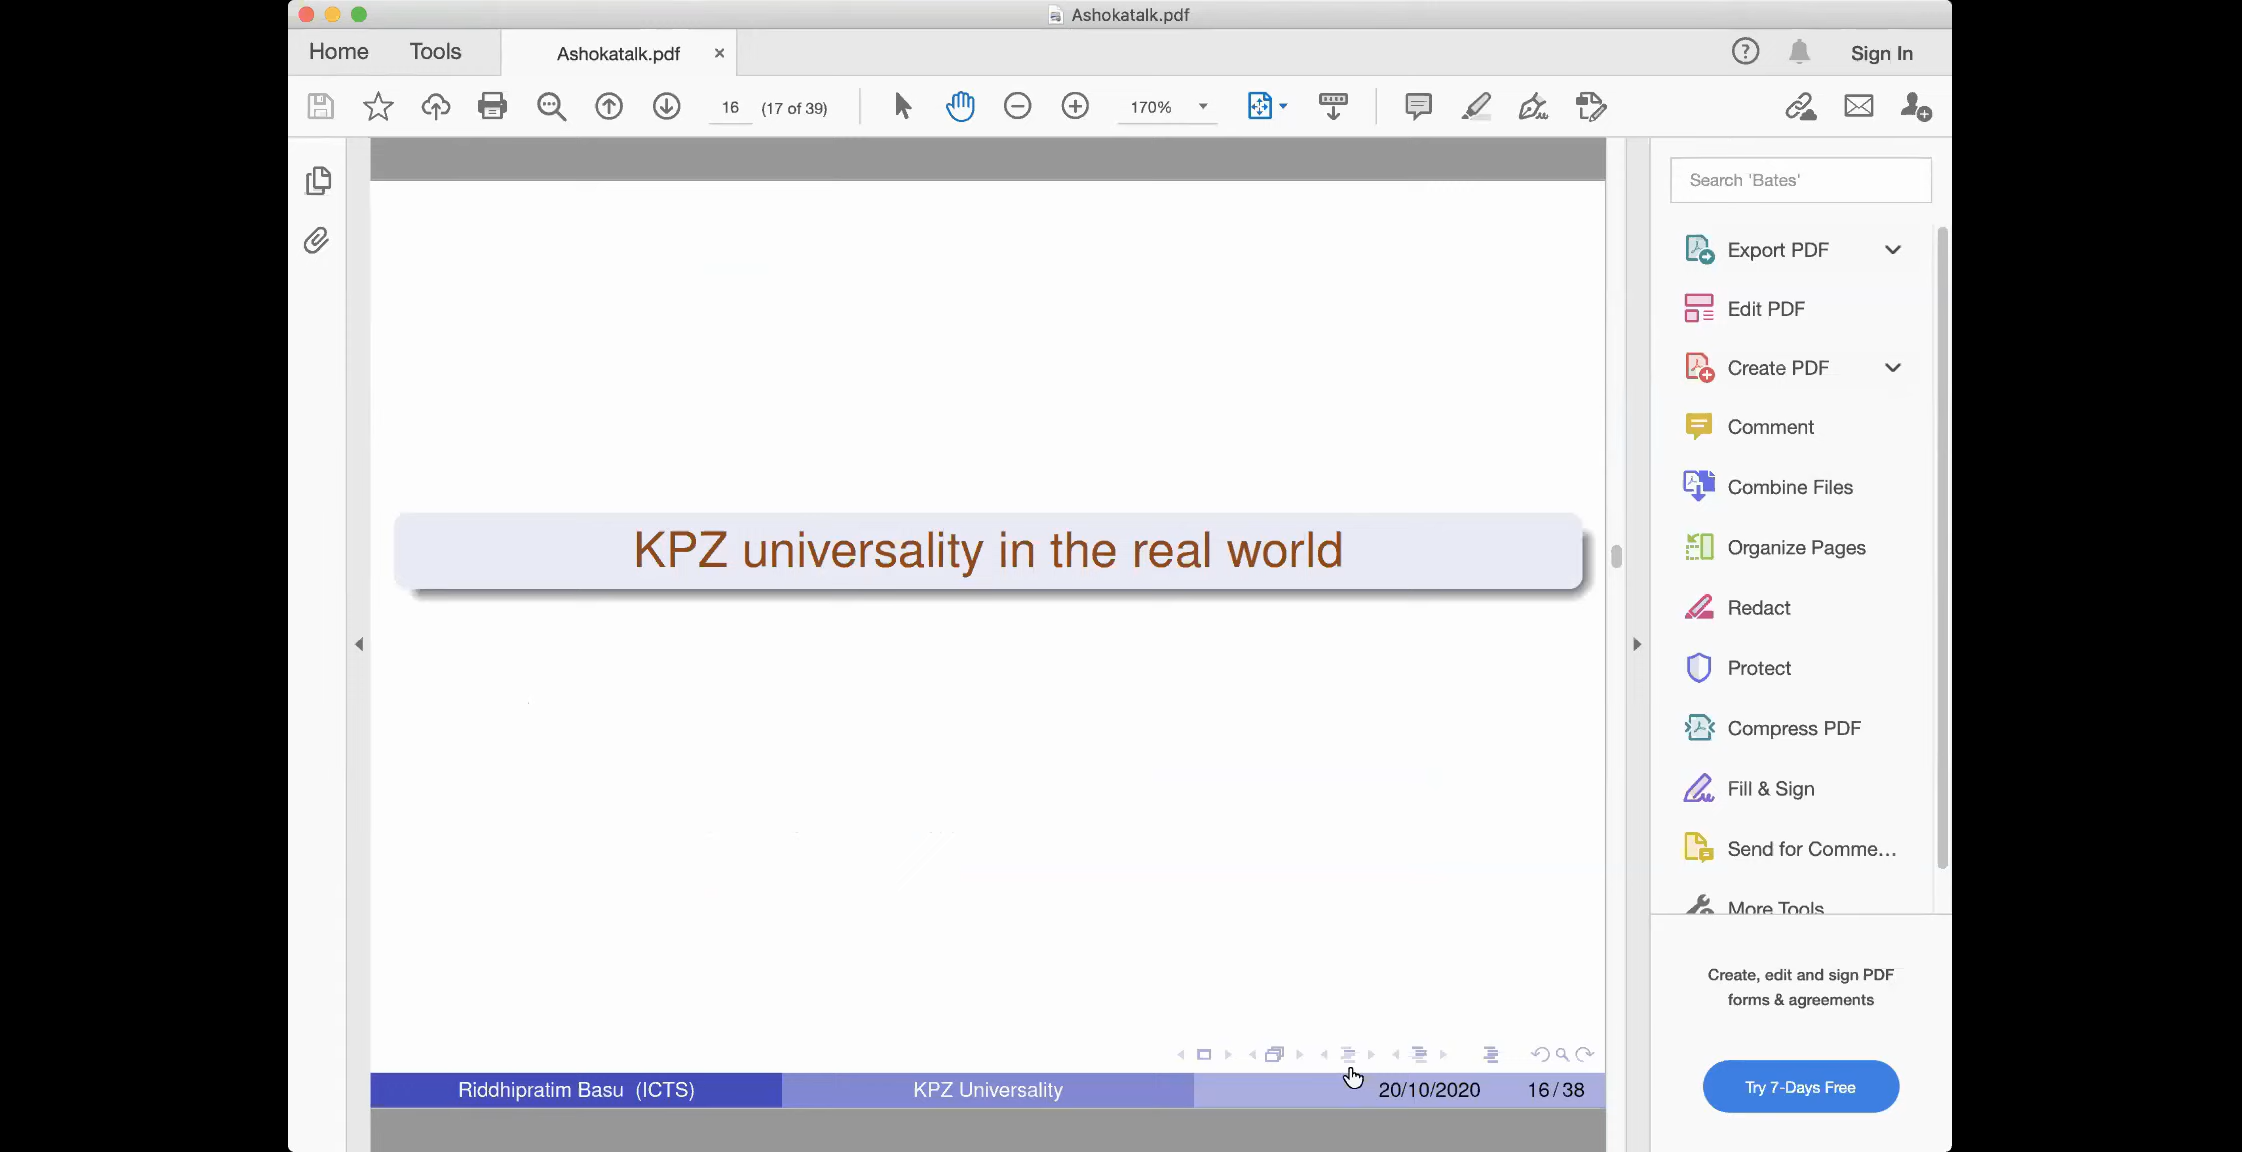 Ashokatalk.pdf
Home
Tools
Ashokatalk.pdf
Sign In
16
(17 of 39)
170%
Search 'Bates'
Export PDF
Edit PDF
Create PDF
Comment
Combine Files
Organize Pages
Redact
Protect
Compress PDF
Fill & Sign
Send for Comme...
More Tools
Create, edit and sign PDF
forms & agreements
Try 7-Days Free
KPZ universality in the real world
Riddhipratim Basu (ICTS)
KPZ Universality
20/10/2020
16/38